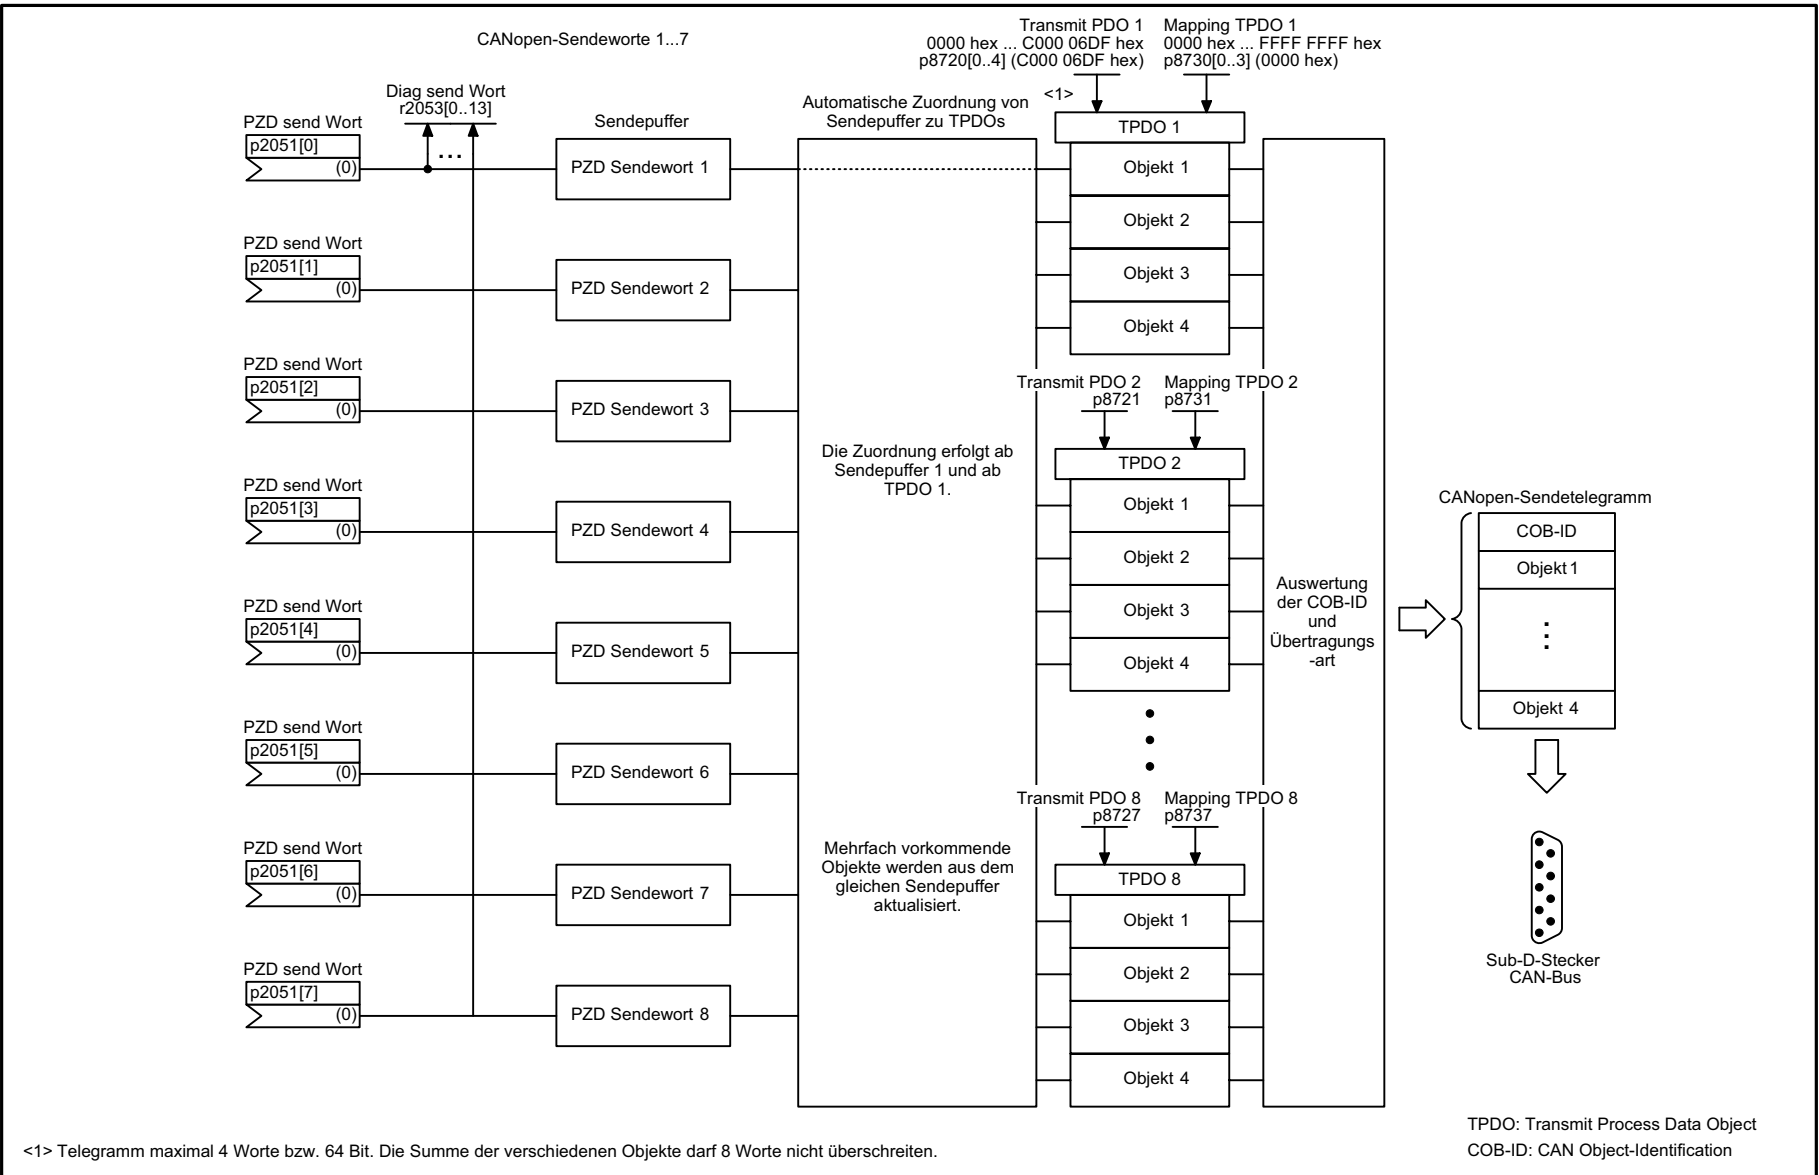 CANopen-Sendeworte 1...7
Transmit PDO 1
0000 hex ... C000 06DF hex
p8720[0..4] (C000 06DF hex)
Mapping TPDO 1
0000 hex ... FFFF FFFF hex
p8730[0..3] (0000 hex)
<1>
Diag send Wort
r2053[0..13]
...
Sendepuffer
Automatische Zuordnung von
Sendepuffer zu TPDOs
PZD send Wort
p2051[0]
(0)
PZD Sendewort 1
PZD send Wort
p2051[1]
(0)
PZD Sendewort 2
PZD send Wort
p2051[2]
(0)
PZD Sendewort 3
PZD send Wort
p2051[3]
(0)
PZD Sendewort 4
PZD send Wort
p2051[4]
(0)
PZD Sendewort 5
PZD send Wort
p2051[5]
(0)
PZD Sendewort 6
PZD send Wort
p2051[6]
(0)
PZD Sendewort 7
PZD send Wort
p2051[7]
(0)
PZD Sendewort 8
Die Zuordnung erfolgt ab
Sendepuffer 1 und ab
TPDO 1.
Mehrfach vorkommende
Objekte werden aus dem
gleichen Sendepuffer
aktualisiert.
TPDO 1
Objekt 1
Objekt 2
Objekt 3
Objekt 4
Transmit PDO 2
p8721
Mapping TPDO 2
p8731
TPDO 2
Objekt 1
Objekt 2
Objekt 3
Objekt 4
Transmit PDO 8
p8727
Mapping TPDO 8
p8737
TPDO 8
Objekt 1
Objekt 2
Objekt 3
Objekt 4
Auswertung
der COB-ID
und
Übertragungs
-art
CANopen-Sendetelegramm
COB-ID
Objekt 1
Objekt 4
Sub-D-Stecker
CAN-Bus
TPDO: Transmit Process Data Object
COB-ID: CAN Object-Identification
<1> Telegramm maximal 4 Worte bzw. 64 Bit. Die Summe der verschiedenen Objekte darf 8 Worte nicht überschreiten.